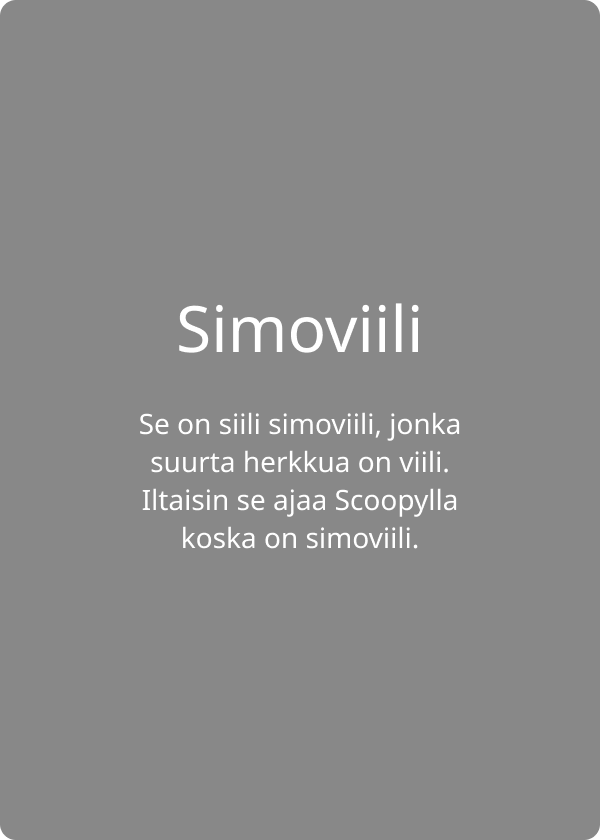 Simoviili
Se on siili simoviili, jonka
suurta herkkua on viili.
Iltaisin se ajaa Scoopylla
koska on simoviili.